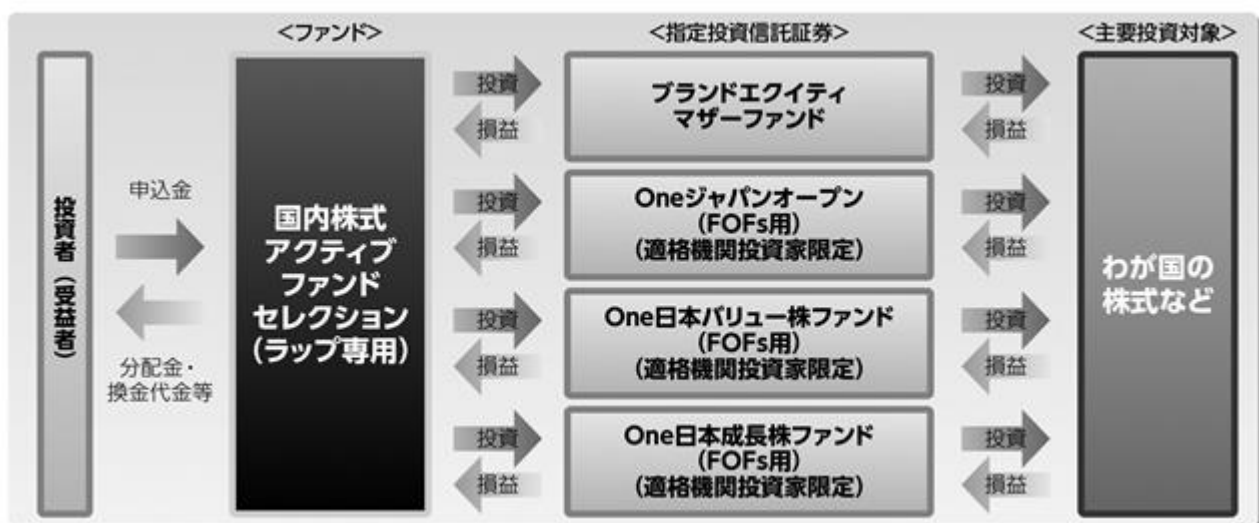 <ファンド>
<指定投資信託証券>
<主要投資対象>
投資者（受益者）
申込金
分配金・
換金代金等
国内株式
アクティブ
ファンド
セレクション
（ラップ専用）
投資
損益
ブランドエクイティ
マザーファンド
投資
損益
投資
損益
Oneジャパンオープン
（FOFs用）
（適格機関投資家限定）
投資
損益
投資
損益
One日本バリュー株ファンド
（FOFs用）
（適格機関投資家限定）
投資
損益
投資
損益
One日本成長株ファンド
（FOFs用）
（適格機関投資家限定）
投資
損益
わが国の
株式など